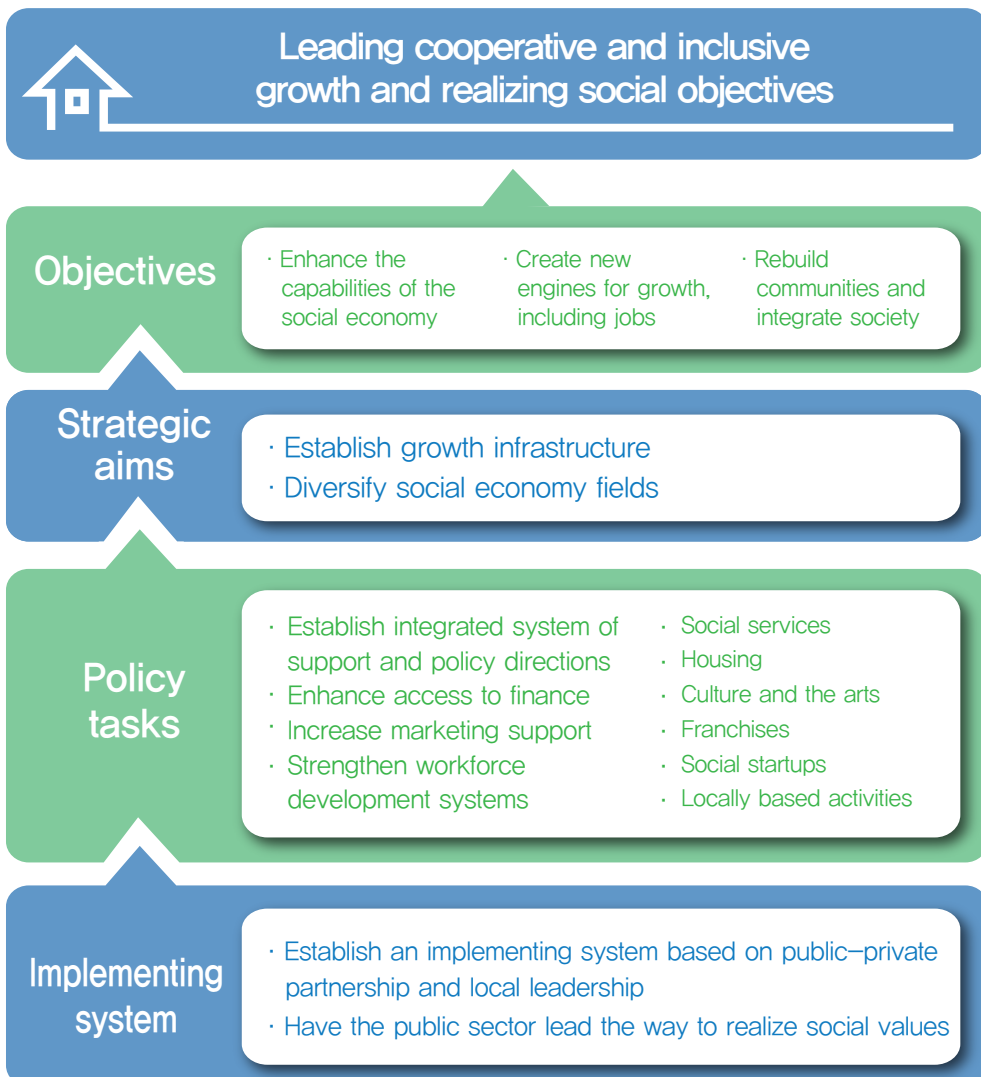 Leading cooperative and inclusive
growth and realizing social objectives
Objectives
· Enhance the
capabilities of the
social economy
· Create new
engines for growth,
including jobs
· Rebuild
communities and
integrate society
Strategic
aims
· Establish growth infrastructure
· Diversify social economy fields
Policy
tasks
· Establish integrated system of
support and policy directions
· Enhance access to finance
· Increase marketing support
· Strengthen workforce
development systems
· Social services
· Housing
· Culture and the arts
· Franchises
· Social startups
· Locally based activities
Implementing
system
· Establish an implementing system based on public–private
partnership and local leadership
· Have the public sector lead the way to realize social values